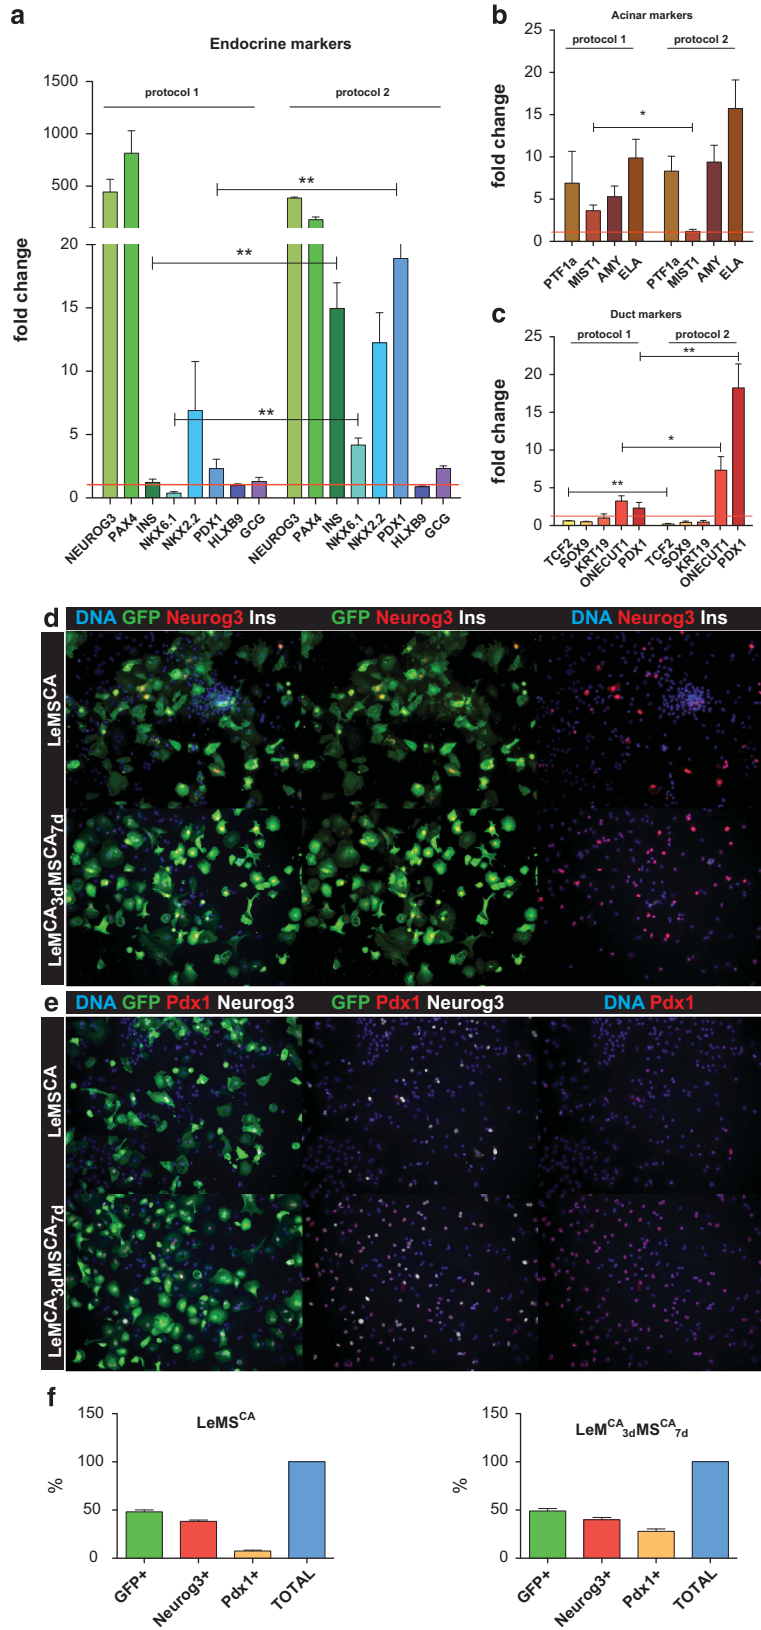 a
Endocrine markers
protocol 1
protocol 2
fold change
1500
1000
500
20
15
10
5
0
**
**
**
NEUROG3
PAX4
INS
NKX6.1
NKX2.2
PDX1
HLXB9
GCG
NEUROG3
PAX4
INS
NKX6.1
NKX2.2
PDX1
HLXB9
GCG
b
Acinar markers
protocol 1
protocol 2
fold change
25
20
15
10
5
0
*
PTF1a
MIST1
AMY
ELA
PTF1a
MIST1
AMY
ELA
c
Duct markers
protocol 1
protocol 2
fold change
25
20
15
10
5
0
**
*
**
TCF2
SOX9
KRT19
ONECUT1
PDX1
TCF2
SOX9
KRT19
ONECUT1
PDX1
d
DNA GFP Neurog3 Ins
GFP Neurog3 Ins
DNA Neurog3 Ins
LeMSCA
LeMCA3dMSCA7d
e
DNA GFP Pdx1 Neurog3
GFP Pdx1 Neurog3
DNA Pdx1
LeMSCA
LeMCA3dMSCA7d
f
LeMSCA
%
150
100
50
0
GFP+
Neurog3+
Pdx1+
TOTAL
LeMCA3dMSCA7d
%
150
100
50
0
GFP+
Neurog3+
Pdx1+
TOTAL